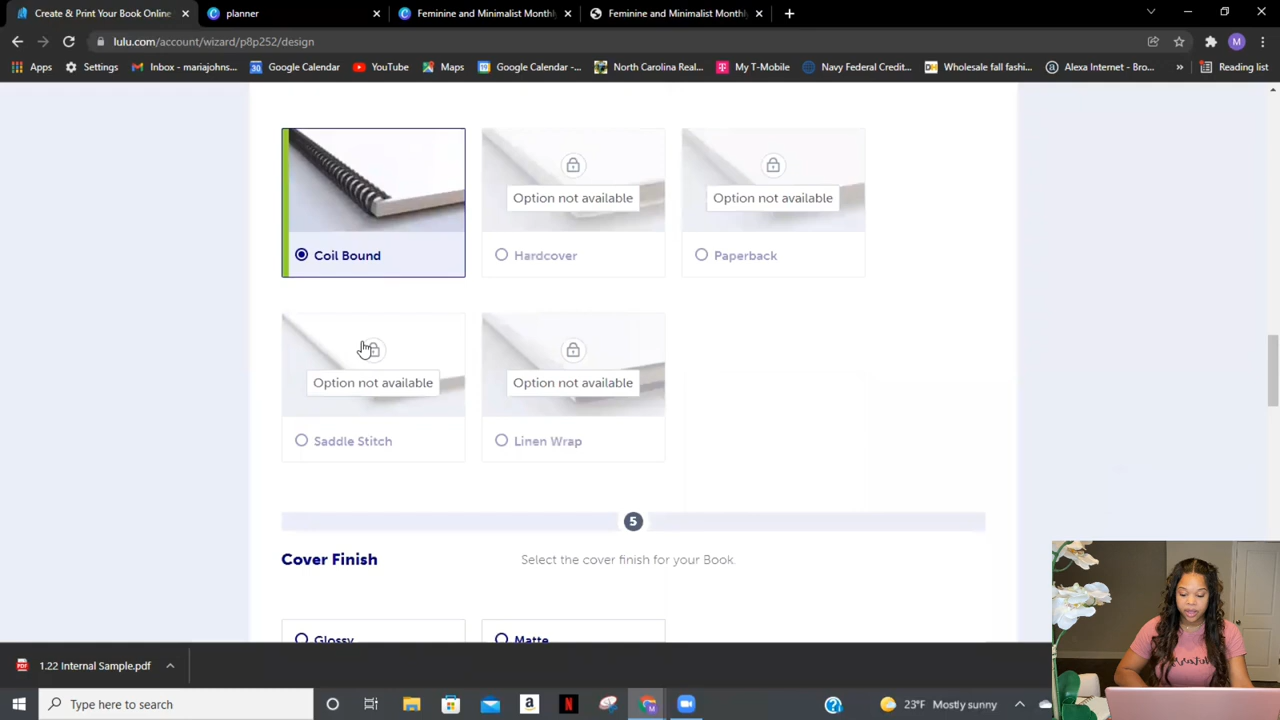 Create & Print Your Book Online
planner
Feminine and Minimalist Monthl
Feminine and Minimalist Monthl
lulu.com/account/wizard/p8p252/design
M
Apps
Settings
Inbox - mariajohns...
Google Calendar
YouTube
Maps
Google Calendar -...
North Carolina Real...
My T-Mobile
Navy Federal Credit...
Wholesale fall fashi...
Alexa Internet - Bro...
»
Reading list
Option not available
Option not available
Coil Bound
Hardcover
Paperback
Option not available
Option not available
Saddle Stitch
Linen Wrap
5
Cover Finish
Select the cover finish for your Book.
Glossy
Matte
1.22 Internal Sample.pdf
Type here to search
23°F Mostly sunny